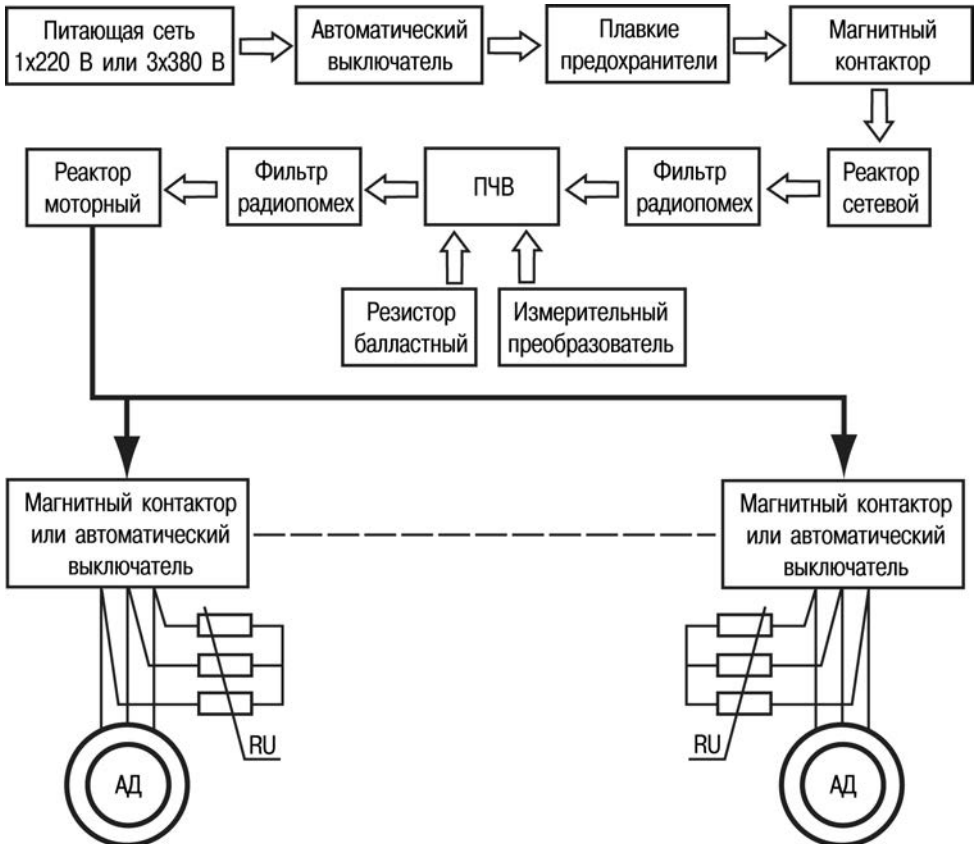 Питающая сеть
1х220 В или 3х380 В
Автоматический
выключатель
Плавкие
предохранители
Магнитный
контактор
Реактор
моторный
Фильтр
радиопомех
ПЧВ
Фильтр
радиопомех
Реактор
сетевой
Резистор
балластный
Измерительный
преобразователь
Магнитный контактор
или автоматический
выключатель
Магнитный контактор
или автоматический
выключатель
RU
RU
АД
АД